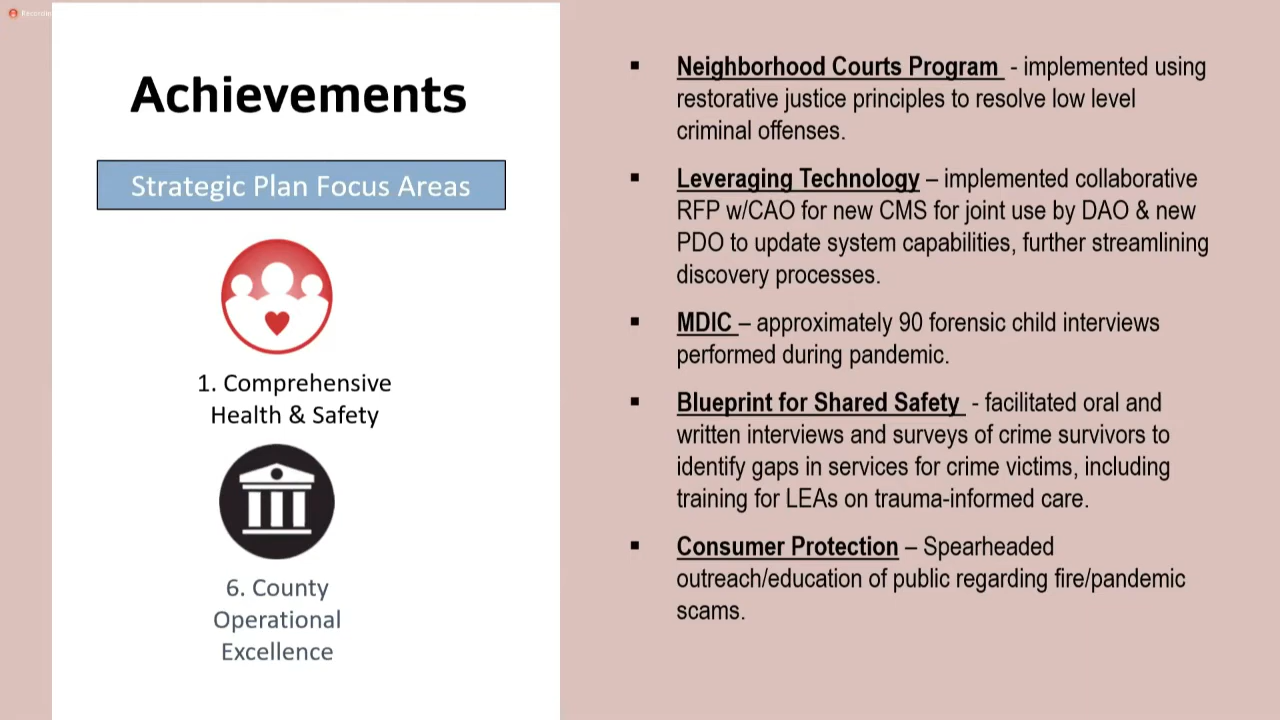 Achievements
Strategic Plan Focus Areas
1. Comprehensive
Health & Safety
6. County
Operational
Excellence
▪ Neighborhood Courts Program - implemented using
restorative justice principles to resolve low level
criminal offenses.
▪ Leveraging Technology – implemented collaborative
RFP w/CAO for new CMS for joint use by DAO & new
PDO to update system capabilities, further streamlining
discovery processes.
▪ MDIC – approximately 90 forensic child interviews
performed during pandemic.
▪ Blueprint for Shared Safety - facilitated oral and
written interviews and surveys of crime survivors to
identify gaps in services for crime victims, including
training for LEAs on trauma-informed care.
▪ Consumer Protection – Spearheaded
outreach/education of public regarding fire/pandemic
scams.